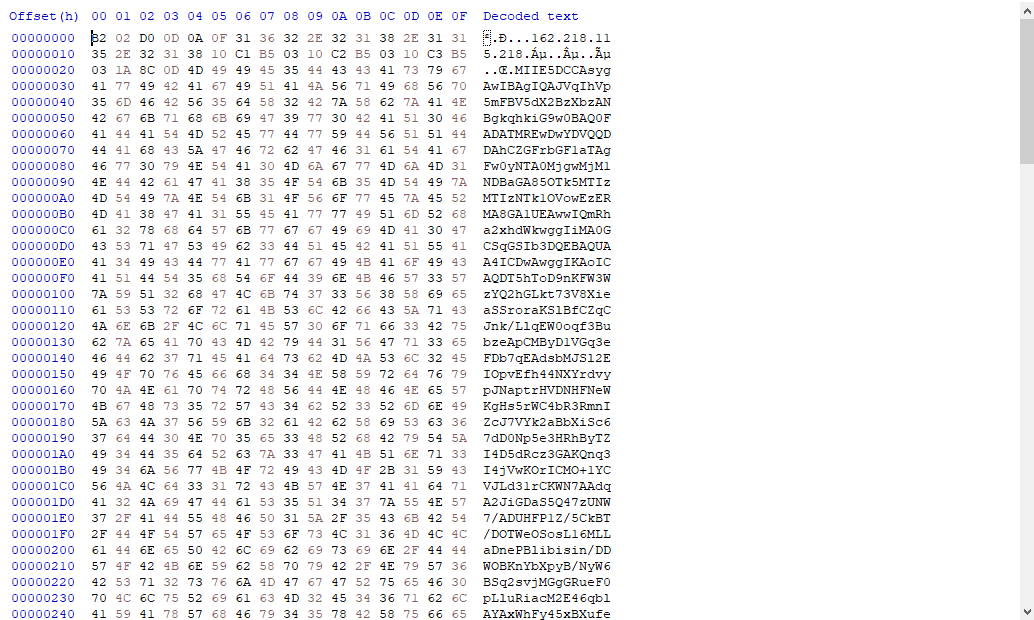 Offset(h) 00 01 02 03 04 05 06 07 08 09 0A 0B 0C 0D 0E 0F Decoded text
00000000 B2 02 D0 0D 0A 0F 31 36 32 2E 32 31 38 2E 31 31 ².Ð...162.218.11
00000010 35 2E 32 31 38 10 C1 B5 03 10 C2 B5 03 10 C3 B5 5.218.Áµ..Âµ..Ãµ
00000020 03 1A 8C 0D 4D 49 49 45 35 44 43 43 41 73 79 67 ..Œ.MIIE5DCCAsyg
00000030 41 77 49 42 41 67 49 51 41 4A 56 71 49 68 56 70 AwIBAgIQAJVqIhVp
00000040 35 6D 46 42 56 35 64 58 32 42 7A 58 62 7A 41 4E 5mFBV5dX2BzXbzAN
00000050 42 67 6B 71 68 6B 69 47 39 77 30 42 41 51 30 46 BgkqhkiG9w0BAQ0F
00000060 41 44 41 54 4D 52 45 77 44 77 59 44 56 51 51 44 ADATMREwDwYDVQQD
00000070 44 41 68 43 5A 47 46 72 62 47 46 31 61 54 41 67 DAhCZGFrbGF1aTAg
00000080 46 77 30 79 4E 54 41 30 4D 6A 67 77 4D 6A 4D 31 Fw0yNTA0MjgwMjM1
00000090 4E 44 42 61 47 41 38 35 4F 54 6B 35 4D 54 49 7A NDBaGA85OTk5MTIz
000000A0 4D 54 49 7A 4E 54 6B 31 4F 56 6F 77 45 7A 45 52 MTIzNTk1OVowEzER
000000B0 4D 41 38 47 41 31 55 45 41 77 77 49 51 6D 52 68 MA8GA1UEAwwIQmRh
000000C0 61 32 78 68 64 57 6B 77 67 67 49 69 4D 41 30 47 a2xhdWkwggIiMA0G
000000D0 43 53 71 47 53 49 62 33 44 51 45 42 41 51 55 41 CSqGSIb3DQEBAQUA
000000E0 41 34 49 43 44 77 41 77 67 67 49 4B 41 6F 49 43 A4ICDwAwggIKAoIC
000000F0 41 51 44 54 35 68 54 6F 44 39 6E 4B 46 57 33 57 AQDT5hToD9nKFW3W
00000100 7A 59 51 32 68 47 4C 6B 74 37 33 56 38 58 69 65 zYQ2hGLkt73V8Xie
00000110 61 53 53 72 6F 72 61 4B 53 6C 42 66 43 5A 71 43 aSSroraKSlBfCZqC
00000120 4A 6E 6B 2F 4C 6C 71 45 57 30 6F 71 66 33 42 75 Jnk/LlqEW0oqf3Bu
00000130 62 7A 65 41 70 43 4D 42 79 44 31 56 47 71 33 65 bzeApCMByD1VGq3e
00000140 46 44 62 37 71 45 41 64 73 62 4D 4A 53 6C 32 45 FDb7qEAdsbMJSl2E
00000150 49 4F 70 76 45 66 68 34 34 4E 58 59 72 64 76 79 IOpvEfh44NXYrdvy
00000160 70 4A 4E 61 70 74 72 48 56 44 4E 48 46 4E 65 57 pJNaptrHVDNHFNeW
00000170 4B 67 48 73 35 72 57 43 34 62 52 33 52 6D 6E 49 KgHs5rWC4bR3RmnI
00000180 5A 63 4A 37 56 59 6B 32 61 42 62 58 69 53 63 36 ZcJ7VYk2aBbXiSc6
00000190 37 64 44 30 4E 70 35 65 33 48 52 68 42 79 54 5A 7dD0Np5e3HRhByTZ
000001A0 49 34 44 35 64 52 63 7A 33 47 41 4B 51 6E 71 33 I4D5dRcz3GAKQnq3
000001B0 49 34 6A 56 77 4B 4F 72 49 43 4D 4F 2B 31 59 43 I4jVwKOrICMO+1YC
000001C0 56 4A 4C 64 33 31 72 43 4B 57 4E 37 41 41 64 71 VJLd31rCKWN7AAdq
000001D0 41 32 4A 69 47 44 61 53 35 51 34 37 7A 55 4E 57 A2JiGDaS5Q47zUNW
000001E0 37 2F 41 44 55 48 46 50 31 5A 2F 35 43 6B 42 54 7/ADUHFP1Z/5CkBT
000001F0 2F 44 4F 54 57 65 4F 53 6F 73 4C 31 36 4D 4C 4C /DOTWeOSosL16MLL
00000200 61 44 6E 65 50 42 6C 69 62 69 73 69 6E 2F 44 44 aDnePBlibisin/DD
00000210 57 4F 42 4B 6E 59 62 58 70 79 42 2F 4E 79 57 36 WOBKnYbXpyB/NyW6
00000220 42 53 71 32 73 76 6A 4D 47 67 47 52 75 65 46 30 BSq2svjMGgGRueF0
00000230 70 4C 6C 75 52 69 61 63 4D 32 45 34 36 71 62 6C pLluRiacM2E46qbl
00000240 41 59 41 78 57 68 46 79 34 35 78 42 58 75 66 65 AYAxWhFy45xBXufe